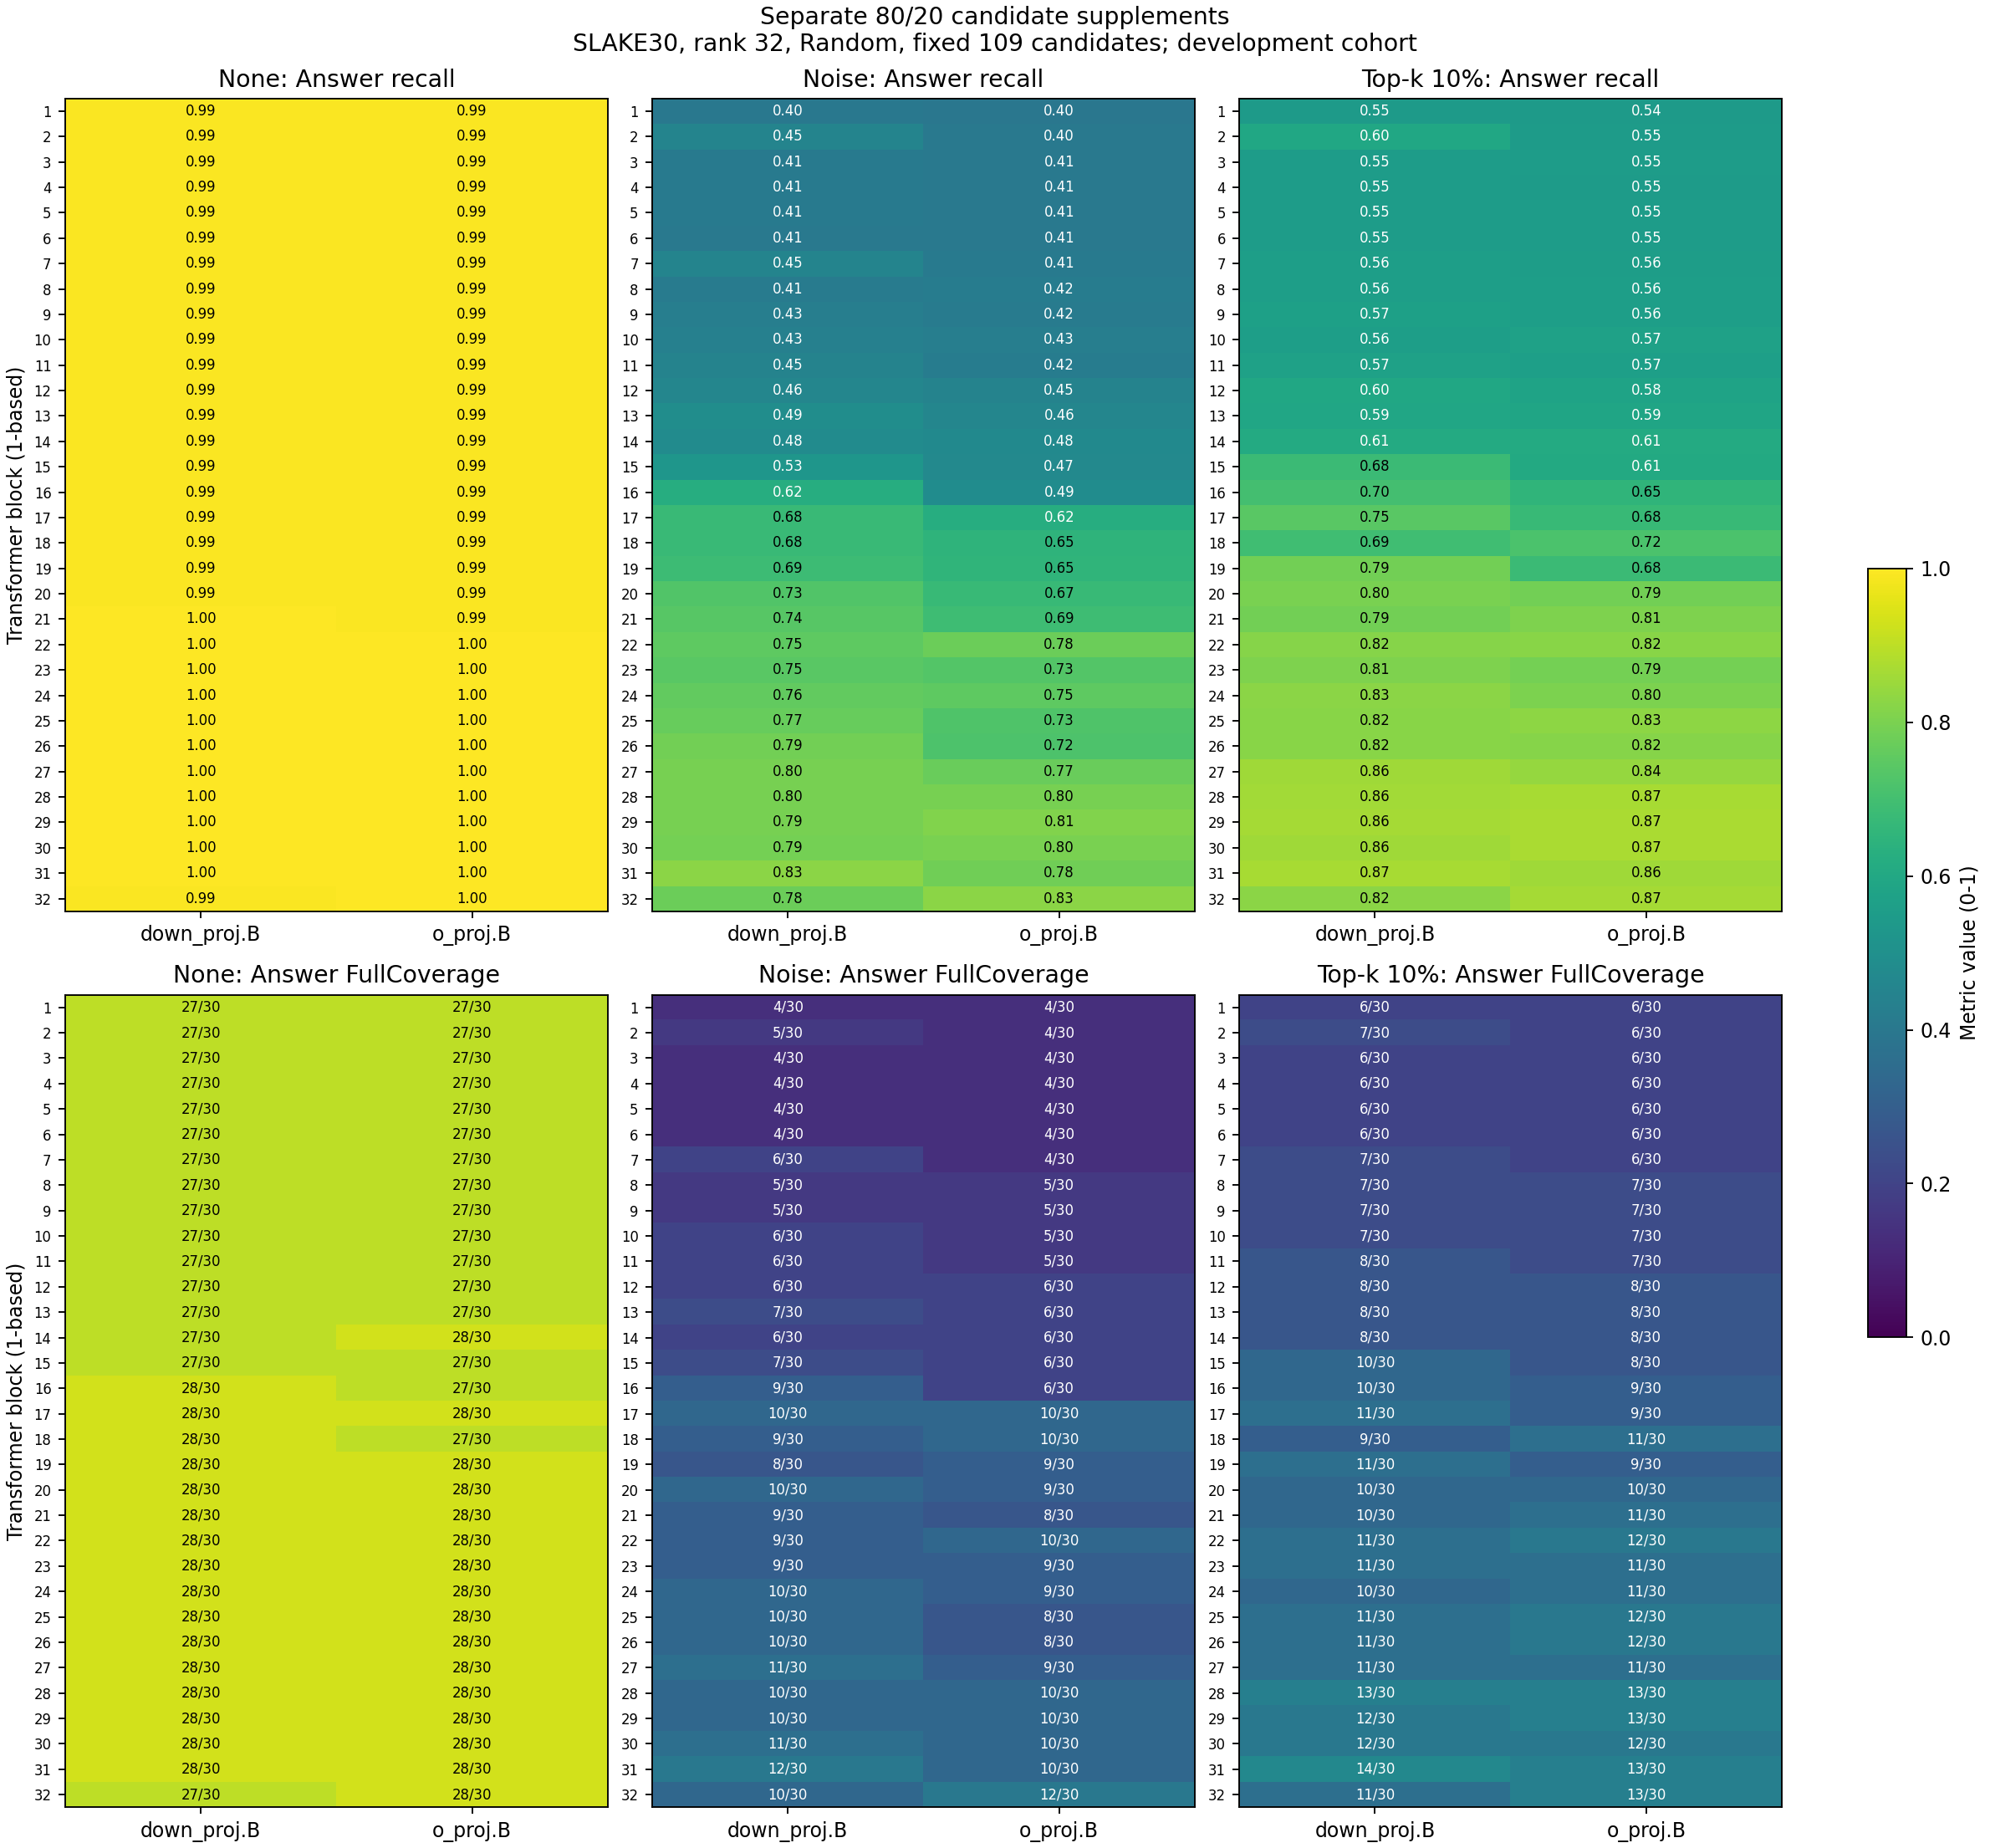 Separate 80/20 candidate supplements
SLAKE30, rank 32, Random, fixed 109 candidates; development cohort
None: Answer recall
Noise: Answer recall
Top-k 10%: Answer recall
Transformer block (1-based)
1 0.99 0.99 1 0.40 0.40 1 0.55 0.54
2 0.99 0.99 2 0.45 0.40 2 0.60 0.55
3 0.99 0.99 3 0.41 0.41 3 0.55 0.55
4 0.99 0.99 4 0.41 0.41 4 0.55 0.55
5 0.99 0.99 5 0.41 0.41 5 0.55 0.55
6 0.99 0.99 6 0.41 0.41 6 0.55 0.55
7 0.99 0.99 7 0.45 0.41 7 0.56 0.56
8 0.99 0.99 8 0.41 0.42 8 0.56 0.56
9 0.99 0.99 9 0.43 0.42 9 0.57 0.56
10 0.99 0.99 10 0.43 0.43 10 0.56 0.57
11 0.99 0.99 11 0.45 0.42 11 0.57 0.57
12 0.99 0.99 12 0.46 0.45 12 0.60 0.58
13 0.99 0.99 13 0.49 0.46 13 0.59 0.59
14 0.99 0.99 14 0.48 0.48 14 0.61 0.61
15 0.99 0.99 15 0.53 0.47 15 0.68 0.61
16 0.99 0.99 16 0.62 0.49 16 0.70 0.65
17 0.99 0.99 17 0.68 0.62 17 0.75 0.68
18 0.99 0.99 18 0.68 0.65 18 0.69 0.72
19 0.99 0.99 19 0.69 0.65 19 0.79 0.68
20 0.99 0.99 20 0.73 0.67 20 0.80 0.79
21 1.00 0.99 21 0.74 0.69 21 0.79 0.81
22 1.00 1.00 22 0.75 0.78 22 0.82 0.82
23 1.00 1.00 23 0.75 0.73 23 0.81 0.79
24 1.00 1.00 24 0.76 0.75 24 0.83 0.80
25 1.00 1.00 25 0.77 0.73 25 0.82 0.83
26 1.00 1.00 26 0.79 0.72 26 0.82 0.82
27 1.00 1.00 27 0.80 0.77 27 0.86 0.84
28 1.00 1.00 28 0.80 0.80 28 0.86 0.87
29 1.00 1.00 29 0.79 0.81 29 0.86 0.87
30 1.00 1.00 30 0.79 0.80 30 0.86 0.87
31 1.00 1.00 31 0.83 0.78 31 0.87 0.86
32 0.99 1.00 32 0.78 0.83 32 0.82 0.87
down_proj.B o_proj.B down_proj.B o_proj.B down_proj.B o_proj.B
None: Answer FullCoverage
Noise: Answer FullCoverage
Top-k 10%: Answer FullCoverage
Transformer block (1-based)
1 27/30 27/30 1 4/30 4/30 1 6/30 6/30
2 27/30 27/30 2 5/30 4/30 2 7/30 6/30
3 27/30 27/30 3 4/30 4/30 3 6/30 6/30
4 27/30 27/30 4 4/30 4/30 4 6/30 6/30
5 27/30 27/30 5 4/30 4/30 5 6/30 6/30
6 27/30 27/30 6 4/30 4/30 6 6/30 6/30
7 27/30 27/30 7 6/30 4/30 7 7/30 6/30
8 27/30 27/30 8 5/30 5/30 8 7/30 7/30
9 27/30 27/30 9 5/30 5/30 9 7/30 7/30
10 27/30 27/30 10 6/30 5/30 10 7/30 7/30
11 27/30 27/30 11 6/30 5/30 11 8/30 7/30
12 27/30 27/30 12 6/30 6/30 12 8/30 8/30
13 27/30 27/30 13 7/30 6/30 13 8/30 8/30
14 27/30 28/30 14 6/30 6/30 14 8/30 8/30
15 27/30 27/30 15 7/30 6/30 15 10/30 8/30
16 28/30 27/30 16 9/30 6/30 16 10/30 9/30
17 28/30 28/30 17 10/30 10/30 17 11/30 9/30
18 28/30 27/30 18 9/30 10/30 18 9/30 11/30
19 28/30 28/30 19 8/30 9/30 19 11/30 9/30
20 28/30 28/30 20 10/30 9/30 20 10/30 10/30
21 28/30 28/30 21 9/30 8/30 21 10/30 11/30
22 28/30 28/30 22 9/30 10/30 22 11/30 12/30
23 28/30 28/30 23 9/30 9/30 23 11/30 11/30
24 28/30 28/30 24 10/30 9/30 24 10/30 11/30
25 28/30 28/30 25 10/30 8/30 25 11/30 12/30
26 28/30 28/30 26 10/30 8/30 26 11/30 12/30
27 28/30 28/30 27 11/30 9/30 27 11/30 11/30
28 28/30 28/30 28 10/30 10/30 28 13/30 13/30
29 28/30 28/30 29 10/30 10/30 29 12/30 13/30
30 28/30 28/30 30 11/30 10/30 30 12/30 12/30
31 28/30 28/30 31 12/30 10/30 31 14/30 13/30
32 27/30 28/30 32 10/30 12/30 32 11/30 13/30
down_proj.B o_proj.B down_proj.B o_proj.B down_proj.B o_proj.B
1.0
0.8
0.6
0.4
0.2
0.0
Metric value (0-1)